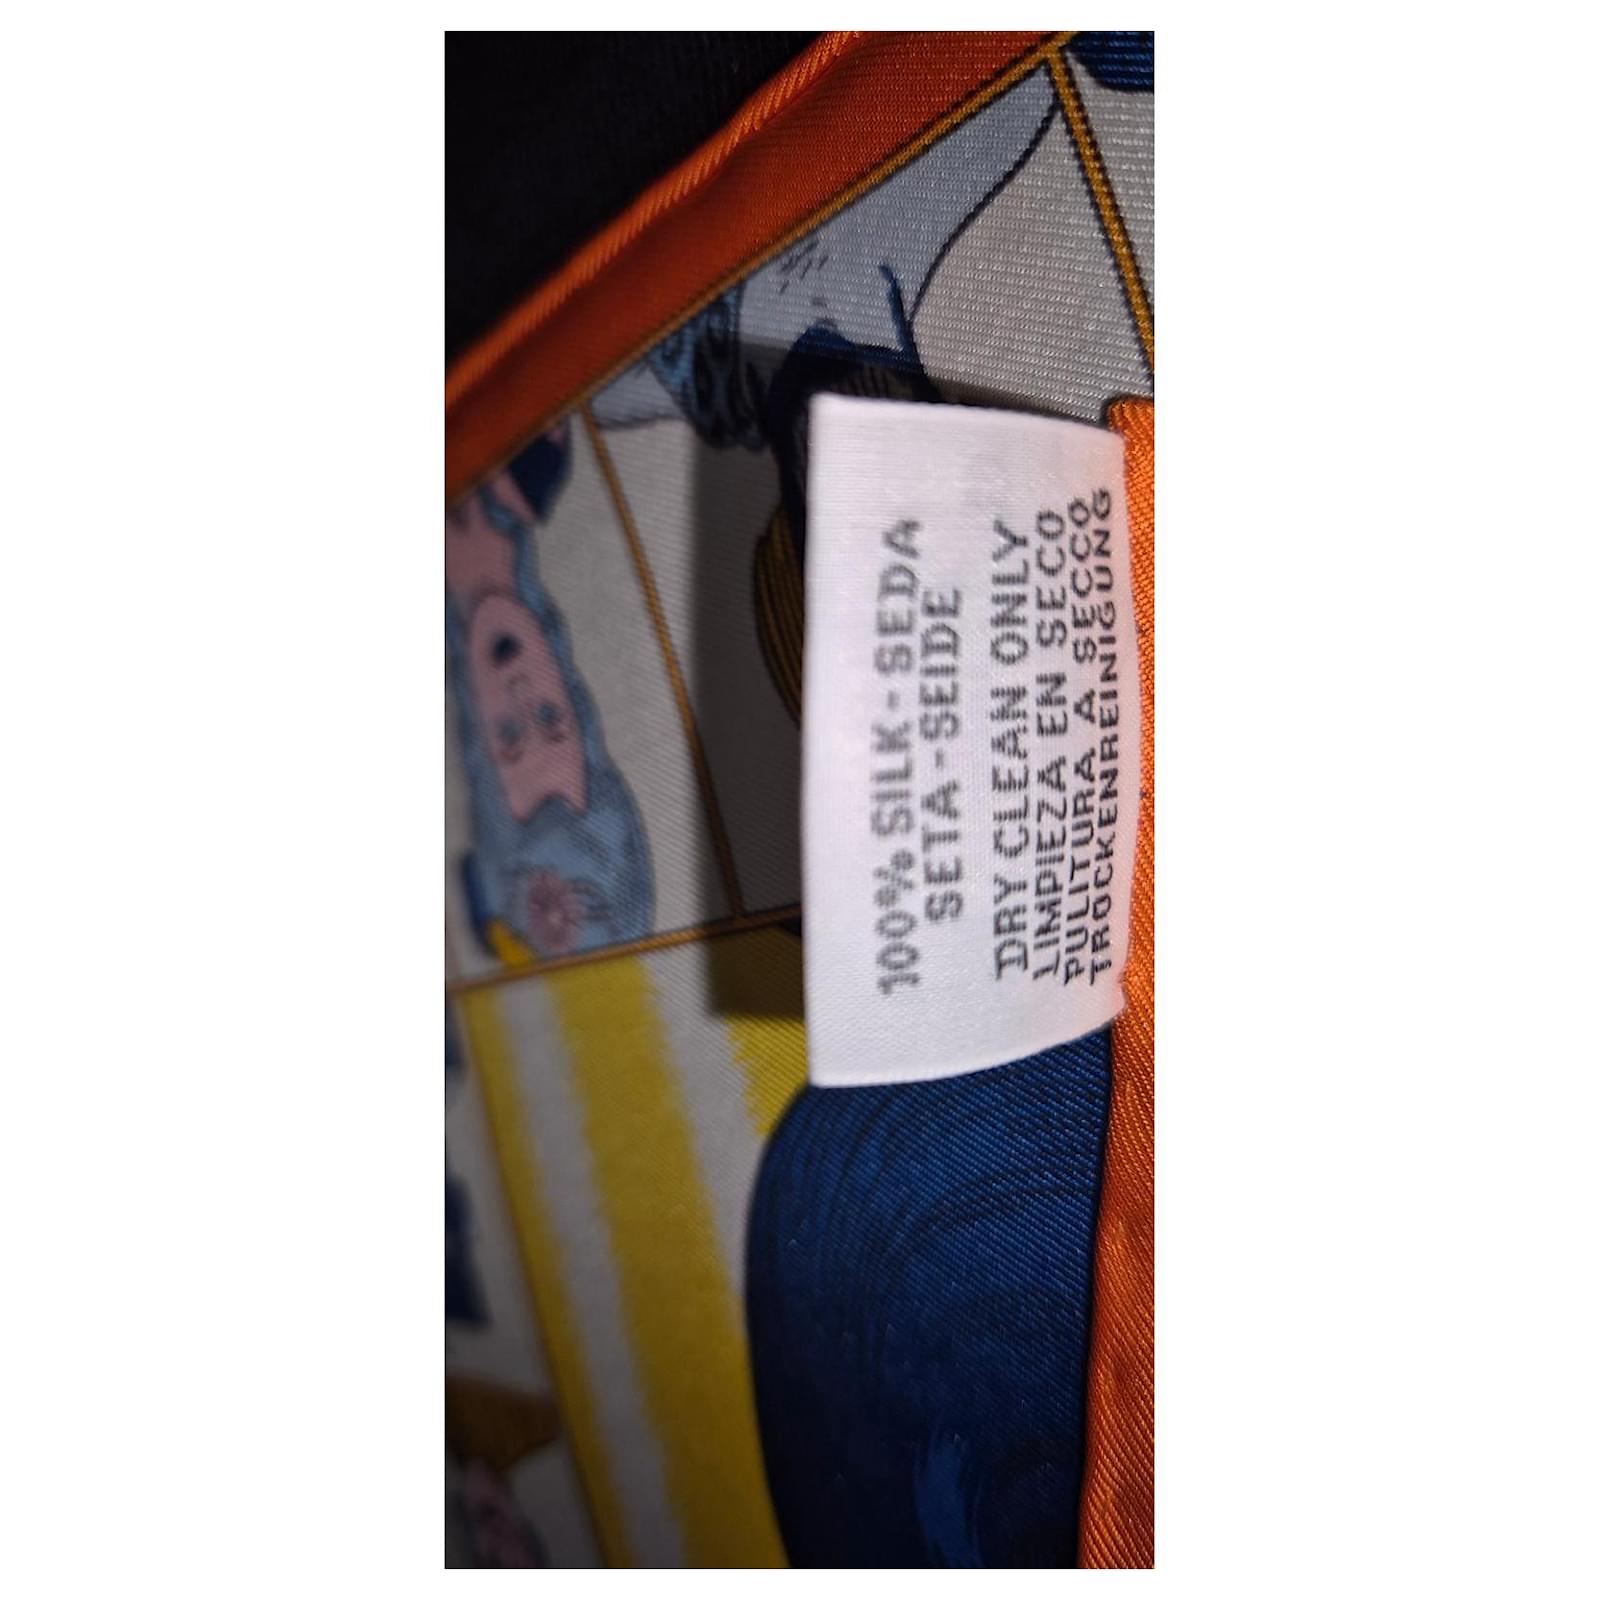 100% SILK-SEDA
SETA-SEIDE
DRY CLEAN ONLY
LIMPIEZA EN SECO
PULITURA A SECCO
TROCKENREINIGUNG